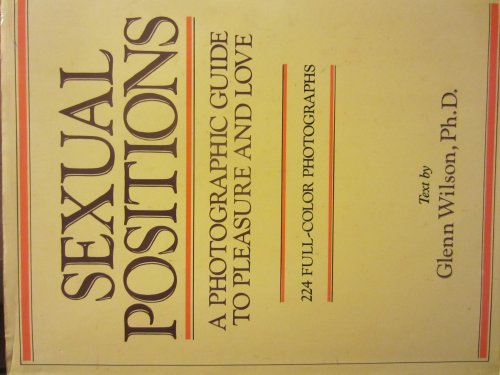 SEXUAL
POSITIONS
A PHOTOGRAPHIC GUIDE
TO PLEASURE AND LOVE
224 FULL-COLOR PHOTOGRAPHS
Text by
Glenn Wilson, Ph.D.